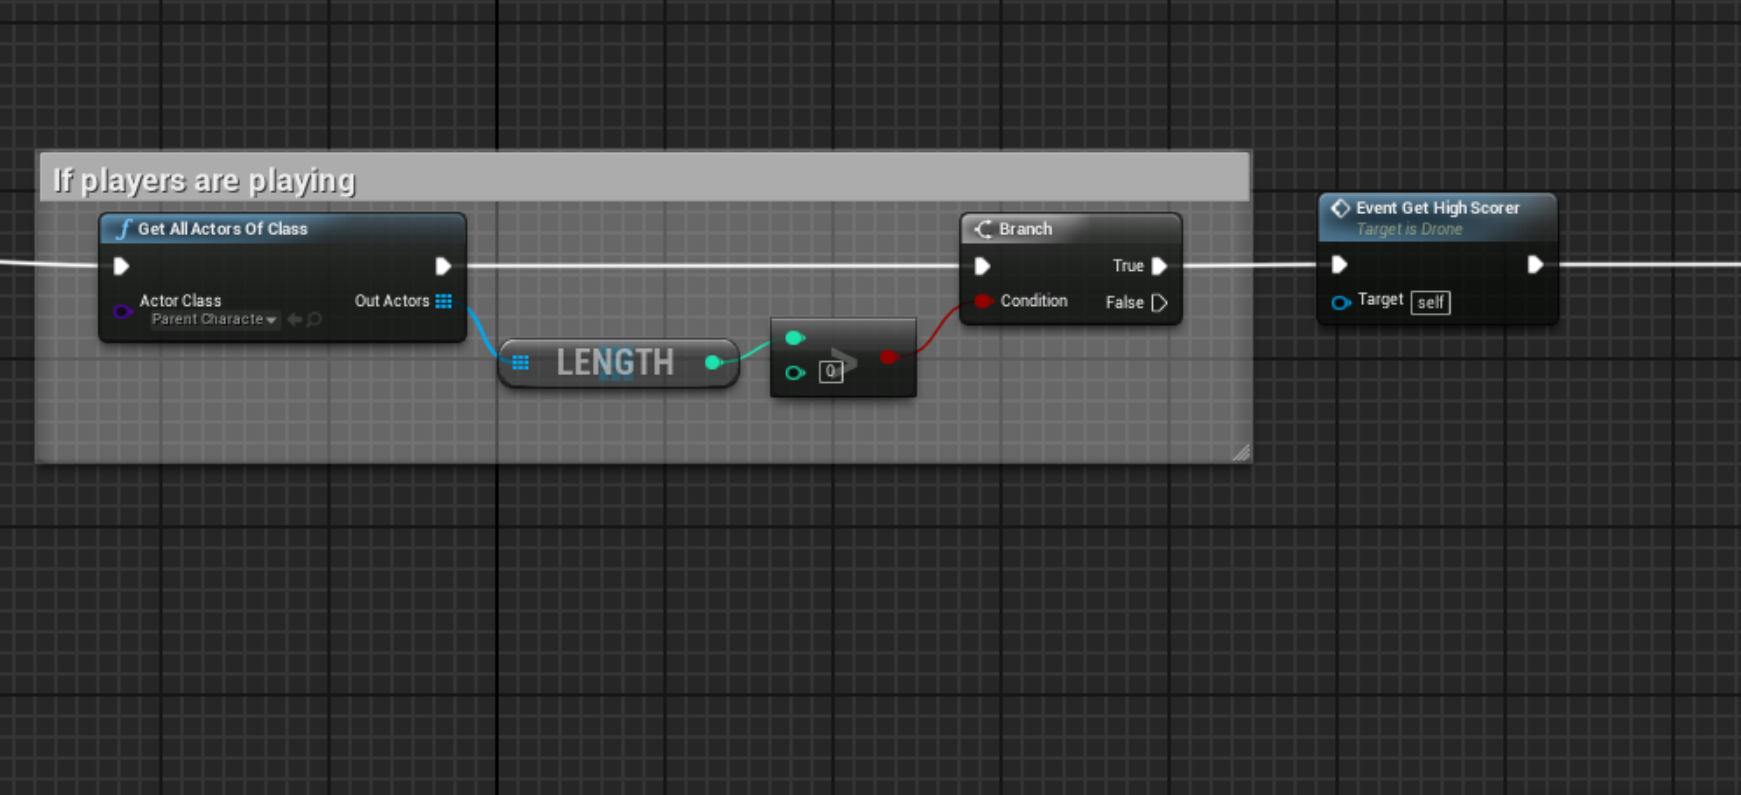 If players are playing
Get All Actors Of Class
Actor Class
Parent Characte
Out Actors
LENGTH
0
>
Branch
True
Condition
False
Event Get High Scorer
Target is Drone
Target self